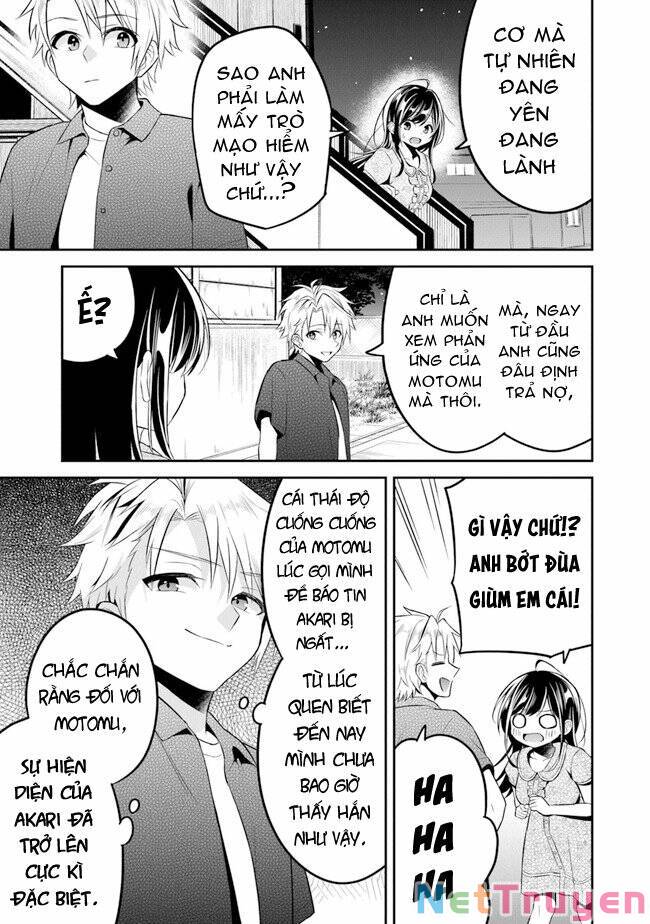 CƠ MÀ
TỰ NHIÊN
ĐANG
YÊN
ĐANG
LÀNH
SAO ANH
PHẢI LÀM
MẤY TRÒ
MẠO HIỂM
NHƯ VẬY
CHỨ...?
MÀ, NGAY
TỪ ĐẦU
ANH CŨNG
ĐÂU ĐỊNH
TRẢ NỢ,
CHỈ LÀ
ANH MUỐN
XEM PHẢN
ỨNG CỦA
MOTOMU
MÀ THÔI.
Ế?
GÌ VẬY CHỨ!?
ANH BỚT ĐÙA
GIÙM EM CÁI!
HA
HA
HA
CÁI THÁI ĐỘ
CUỐNG CUỐNG
CỦA MOTOMU
LÚC GỌI MÌNH
ĐỂ BÁO TIN
AKARI BỊ
NGẤT...
TỪ LÚC
QUEN BIẾT
ĐẾN NAY
MÌNH CHƯA
BAO GIỜ
THẤY HẮN
NHƯ VẬY.
CHẮC CHẮN
RẰNG ĐỐI VỚI
MOTOMU,
SỰ HIỆN
DIỆN CỦA
AKARI ĐÃ
TRỞ LÊN
CỰC KÌ
ĐẶC BIỆT.
NetTruyen